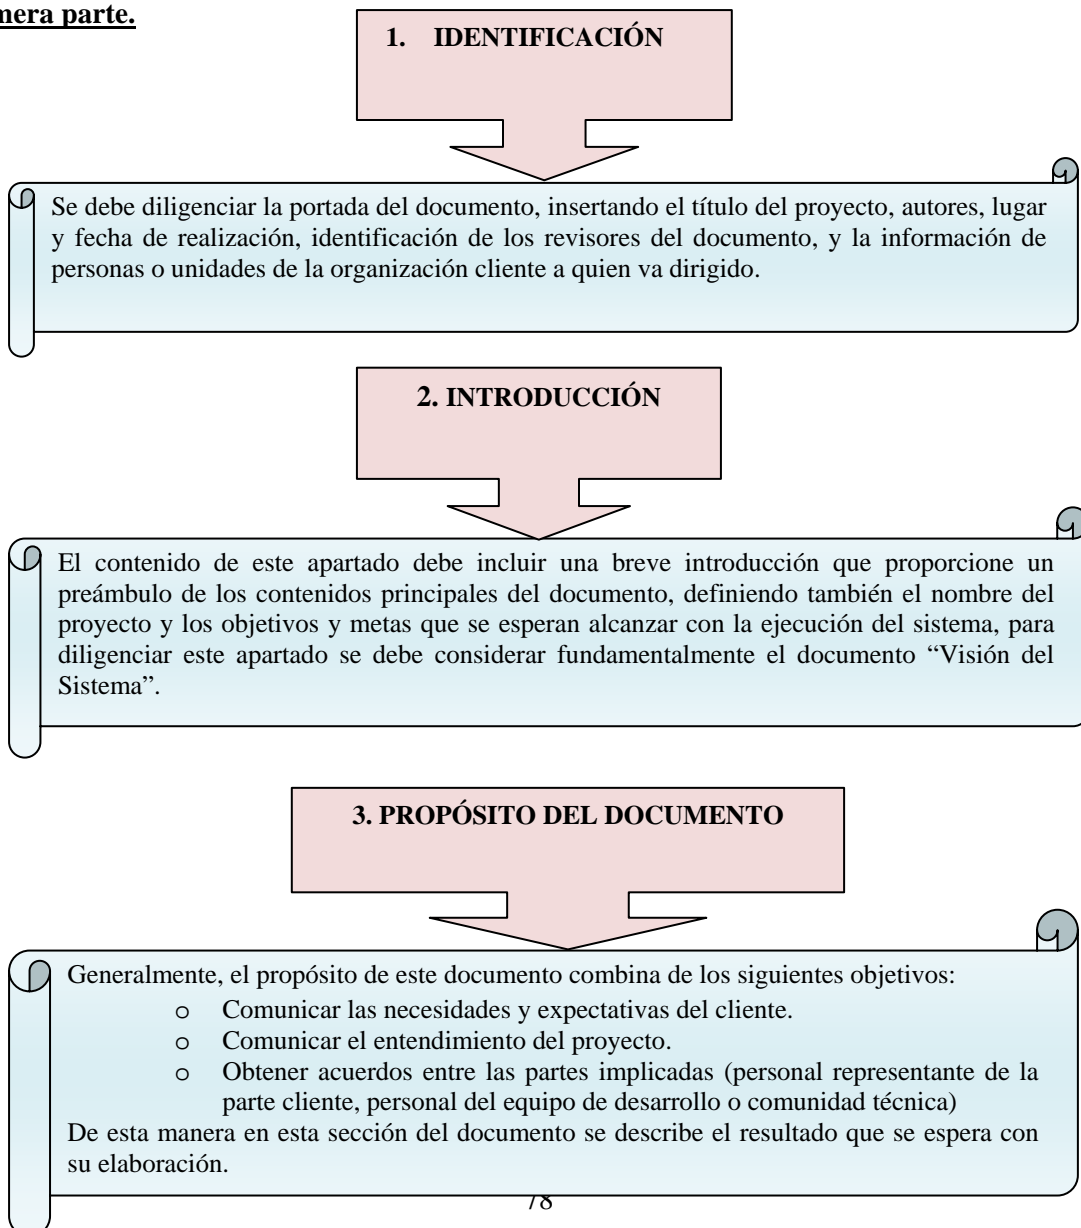 mera parte.
1. IDENTIFICACIÓN
Se debe diligenciar la portada del documento, insertando el título del proyecto, autores, lugar
y fecha de realización, identificación de los revisores del documento, y la información de
personas o unidades de la organización cliente a quien va dirigido.
2. INTRODUCCIÓN
El contenido de este apartado debe incluir una breve introducción que proporcione un
preámbulo de los contenidos principales del documento, definiendo también el nombre del
proyecto y los objetivos y metas que se esperan alcanzar con la ejecución del sistema, para
diligenciar este apartado se debe considerar fundamentalmente el documento “Visión del
Sistema”.
3. PROPÓSITO DEL DOCUMENTO
Generalmente, el propósito de este documento combina de los siguientes objetivos:
o Comunicar las necesidades y expectativas del cliente.
o Comunicar el entendimiento del proyecto.
o Obtener acuerdos entre las partes implicadas (personal representante de la
parte cliente, personal del equipo de desarrollo o comunidad técnica)
De esta manera en esta sección del documento se describe el resultado que se espera con
su elaboración.
78